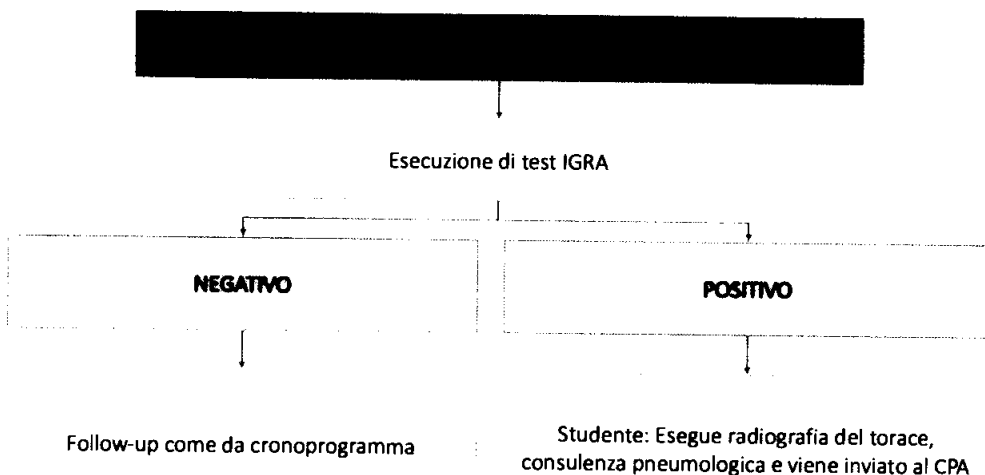 Esecuzione di test IGRA
NEGATIVO
POSITIVO
Follow-up come da cronoprogramma
Studente: Esegue radiografia del torace,
consulenza pneumologica e viene inviato al CPA